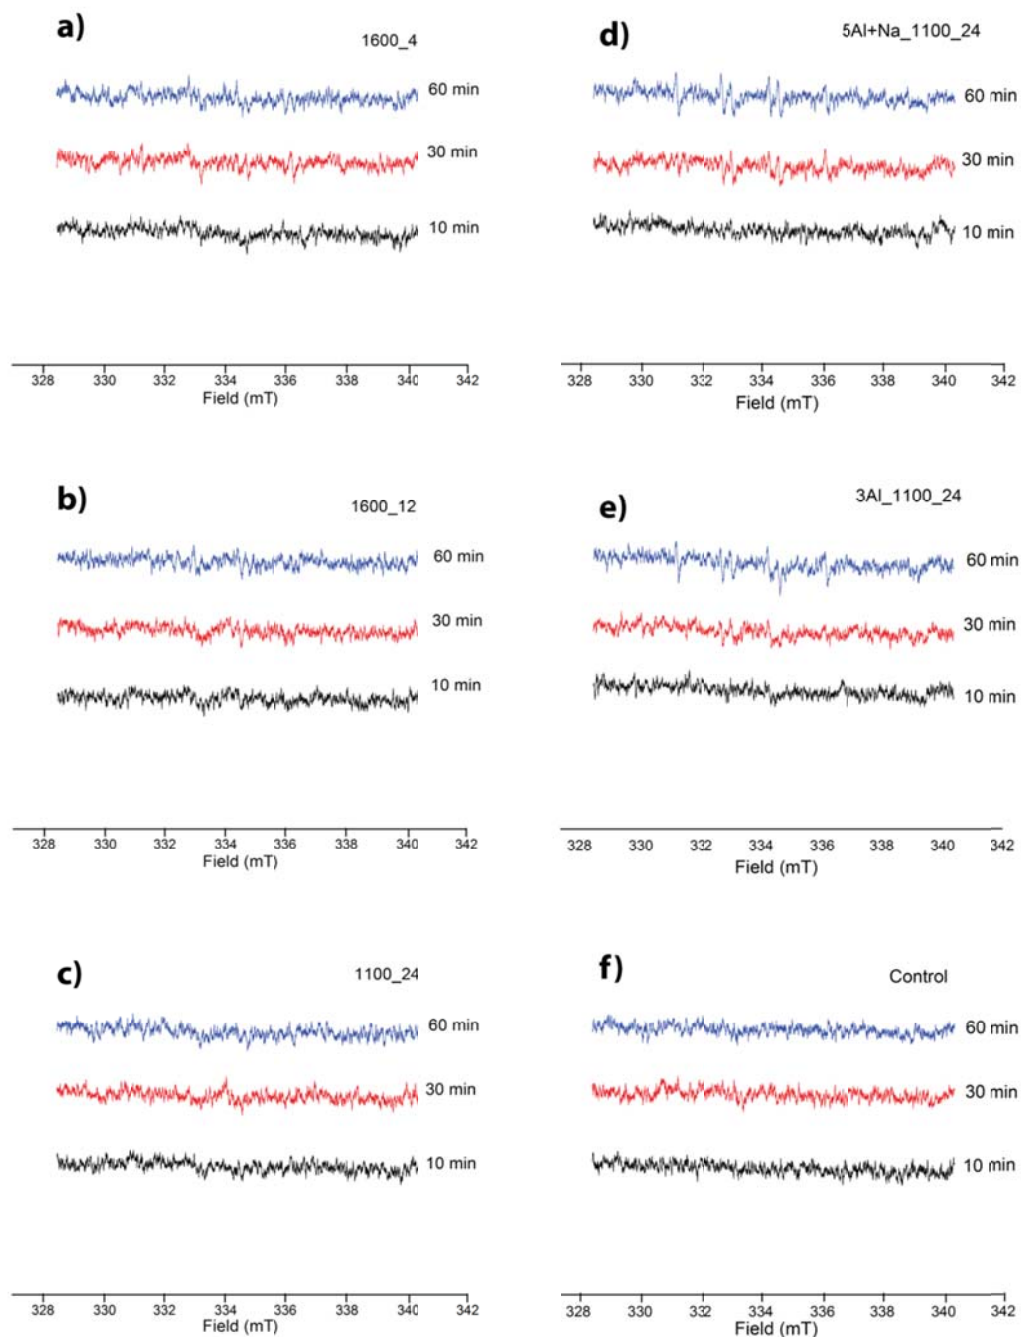 a)
1600_4
60 min
30 min
10 min
328 330 332 334 336 338 340 342
Field (mT)
d)
5Al+Na_1100_24
60 min
30 min
10 min
328 330 332 334 336 338 340 342
Field (mT)
b)
1600_12
60 min
30 min
10 min
328 330 332 334 336 338 340 342
Field (mT)
e)
3Al_1100_24
60 min
30 min
10 min
328 330 332 334 336 338 340 342
Field (mT)
c)
1100_24
60 min
30 min
10 min
328 330 332 334 336 338 340 342
Field (mT)
f)
Control
60 min
30 min
10 min
328 330 332 334 336 338 340 342
Field (mT)